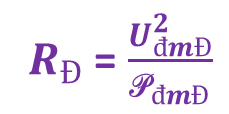 R_Đ = U²_đmĐ / 𝒫_đmĐ